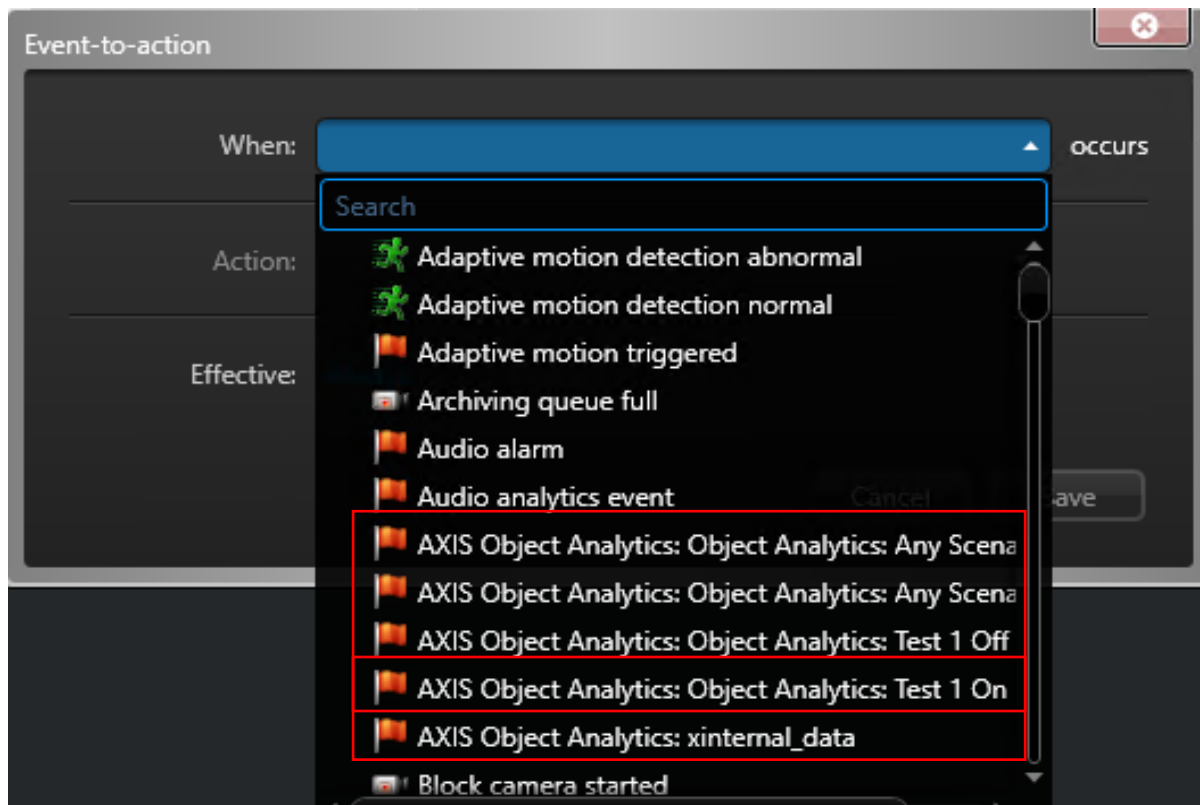 Event-to-action
When:
occurs
Search
Adaptive motion detection abnormal
Action:
Adaptive motion detection normal
Adaptive motion triggered
Effective:
Archiving queue full
Audio alarm
Audio analytics event
Cancel
ave
AXIS Object Analytics: Object Analytics: Any Scena
AXIS Object Analytics: Object Analytics: Any Scena
AXIS Object Analytics: Object Analytics: Test 1 Off
AXIS Object Analytics: Object Analytics: Test 1 On
AXIS Object Analytics: xinternal_data
Block camera started